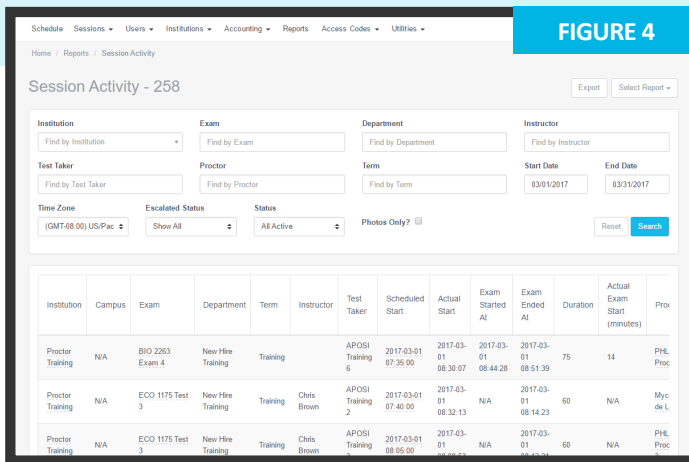 FIGURE 4
Schedule Sessions Users Institutions Accounting Reports Access Codes Utilities
Home / Reports / Session Activity
Session Activity - 258
Export Select Report
Institution Exam Department Instructor
Find by Institution Find by Exam Find by Department Find by Instructor
Test Taker Proctor Term Start Date End Date
Find by Test Taker Find by Proctor Find by Term 03/01/2017 03/31/2017
Time Zone Escalated Status Status
(GMT-08:00) US/Pac Show All All Active Photos Only? Reset Search
Institution Campus Exam Department Term Instructor Test Taker Scheduled Start Actual Start Exam Started At Exam Ended At Duration Actual Exam Start (minutes)
Proctor Training N/A BIO 2263 Exam 4 New Hire Training Training APOSI Training 6 2017-03-01 07:35:00 2017-03-01 08:30:07 2017-03-01 08:44:28 2017-03-01 08:51:39 75 14 PHL
Proctor Training N/A ECO 1175 Test 3 New Hire Training Training Chris Brown APOSI Training 2 2017-03-01 07:40:00 2017-03-01 08:32:13 N/A 2017-03-01 08:14:23 60 N/A
Proctor Training N/A ECO 1175 Test 3 New Hire Training Training Chris Brown APOSI Training 2017-03-01 08:05:00 2017-03-01 N/A 2017-03-01 60 N/A PHL